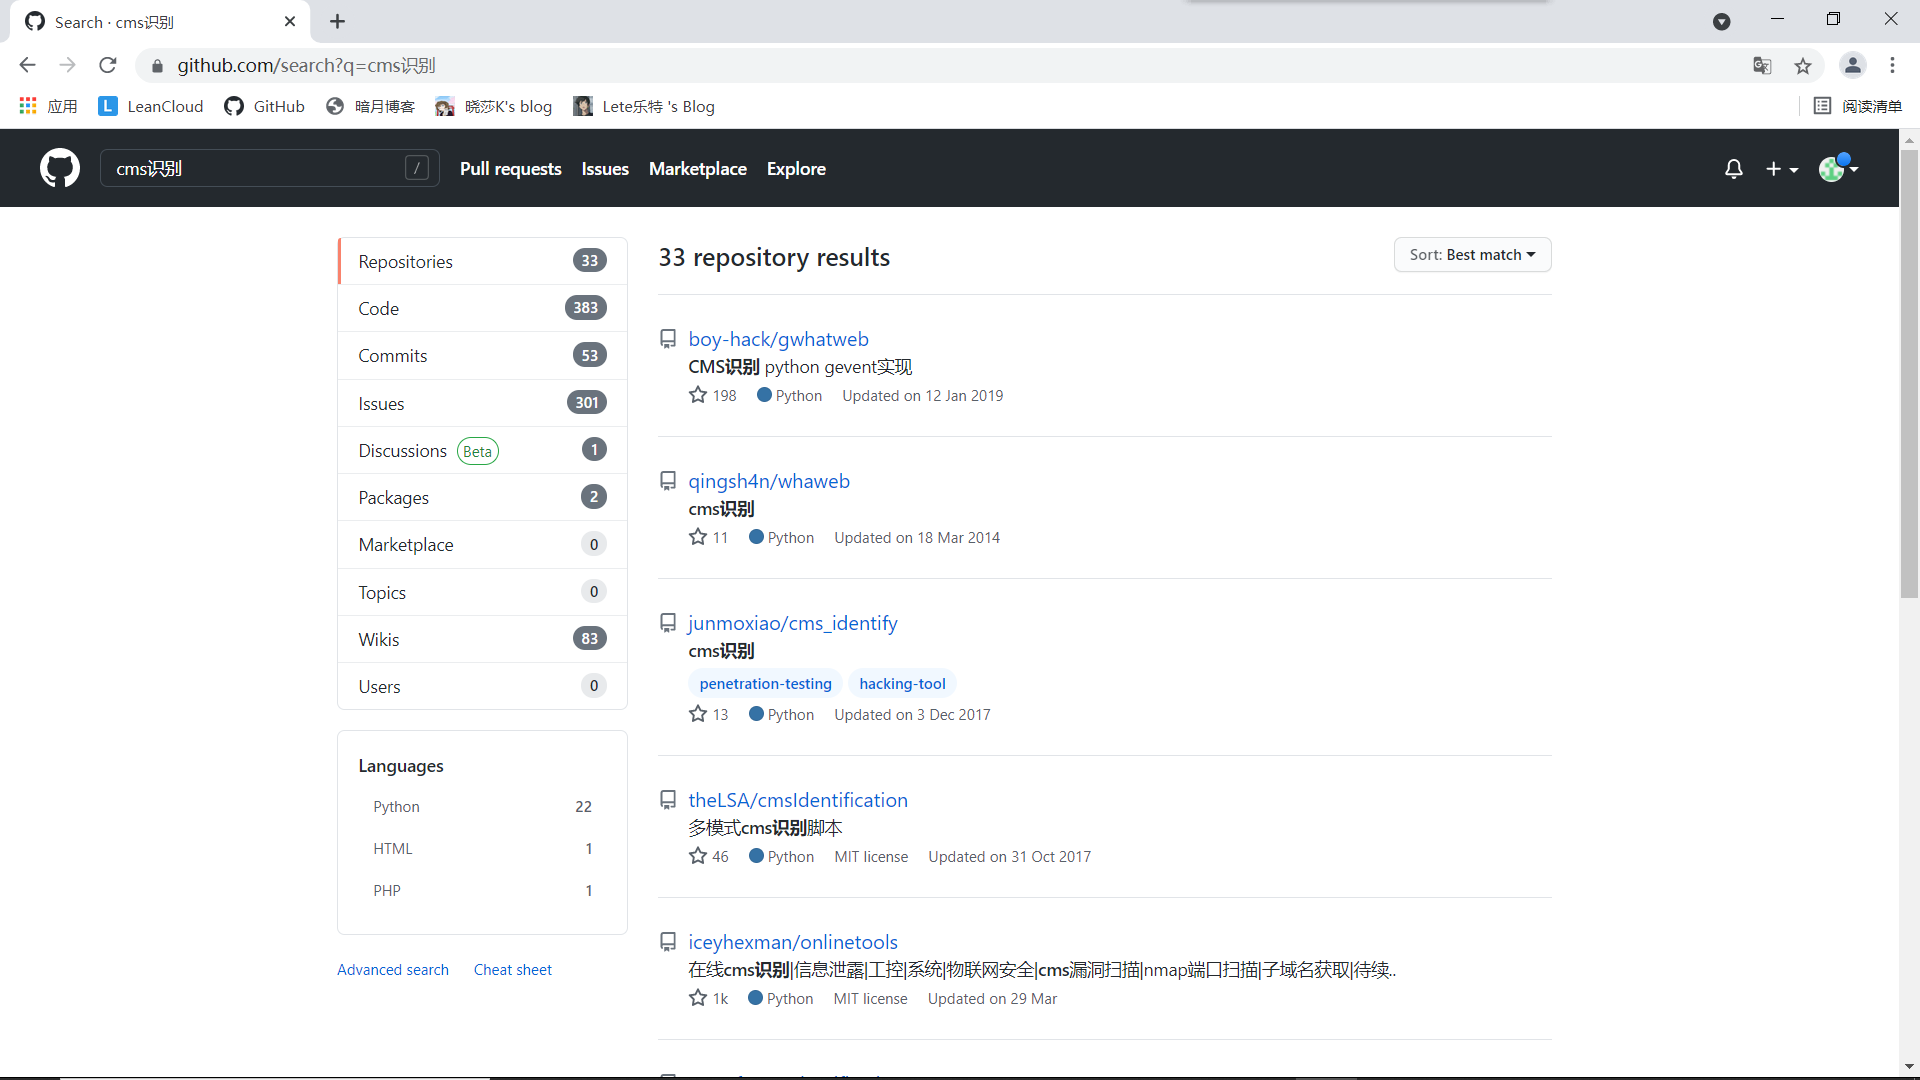 Search · cms识别
github.com/search?q=cms识别
应用 LeanCloud GitHub 暗月博客 晓莎K's blog Lete乐特 's Blog 阅读清单
cms识别 / Pull requests Issues Marketplace Explore
Repositories 33
Code 383
Commits 53
Issues 301
Discussions Beta 1
Packages 2
Marketplace 0
Topics 0
Wikis 83
Users 0
Languages
Python 22
HTML 1
PHP 1
Advanced search Cheat sheet
33 repository results
Sort: Best match
boy-hack/gwhatweb
CMS识别 python gevent实现
198 Python Updated on 12 Jan 2019
qingsh4n/whaweb
cms识别
11 Python Updated on 18 Mar 2014
junmoxiao/cms_identify
cms识别
penetration-testing hacking-tool
13 Python Updated on 3 Dec 2017
theLSA/cmsIdentification
多模式cms识别脚本
46 Python MIT license Updated on 31 Oct 2017
iceyhexman/onlinetools
在线cms识别|信息泄露|工控|系统|物联网安全|cms漏洞扫描|nmap端口扫描|子域名获取|待续..
1k Python MIT license Updated on 29 Mar